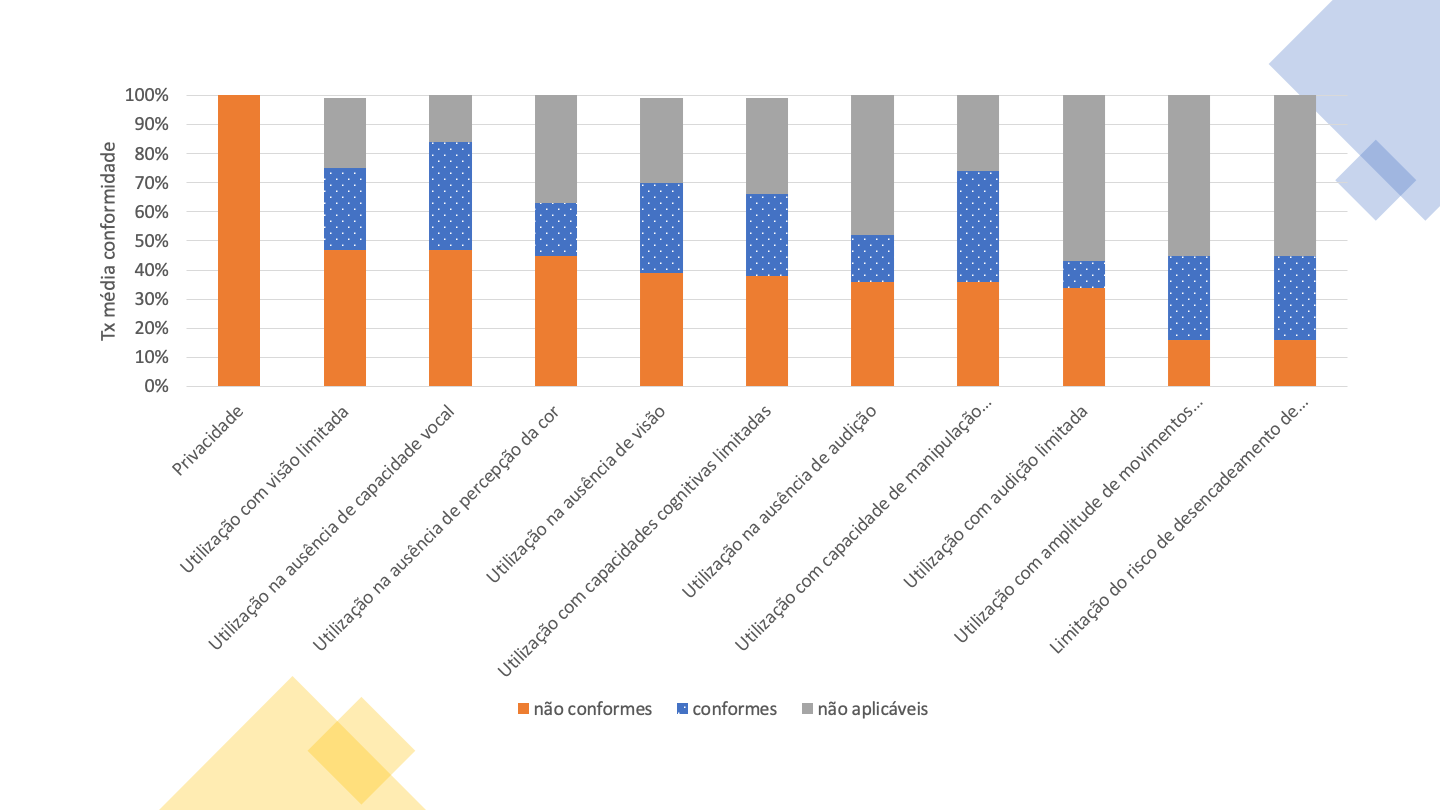 Tx média conformidade
100%
90%
80%
70%
60%
50%
40%
30%
20%
10%
0%
Privacidade
Utilização com visão limitada
Utilização na ausência de capacidade vocal
Utilização na ausência de percepção da cor
Utilização na ausência de visão
Utilização com capacidades cognitivas limitadas
Utilização na ausência de audição
Utilização com capacidade de manipulação...
Utilização com audição limitada
Utilização com amplitude de movimentos...
Limitação do risco de desencadeamento de...
não conformes
conformes
não aplicáveis